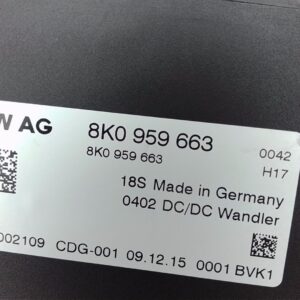 W AG
8K0 959 663
8K0 959 663
0042
H17
18S Made in Germany
0402 DC/DC Wandler
002109 CDG-001 09.12.15 0001 BVK1